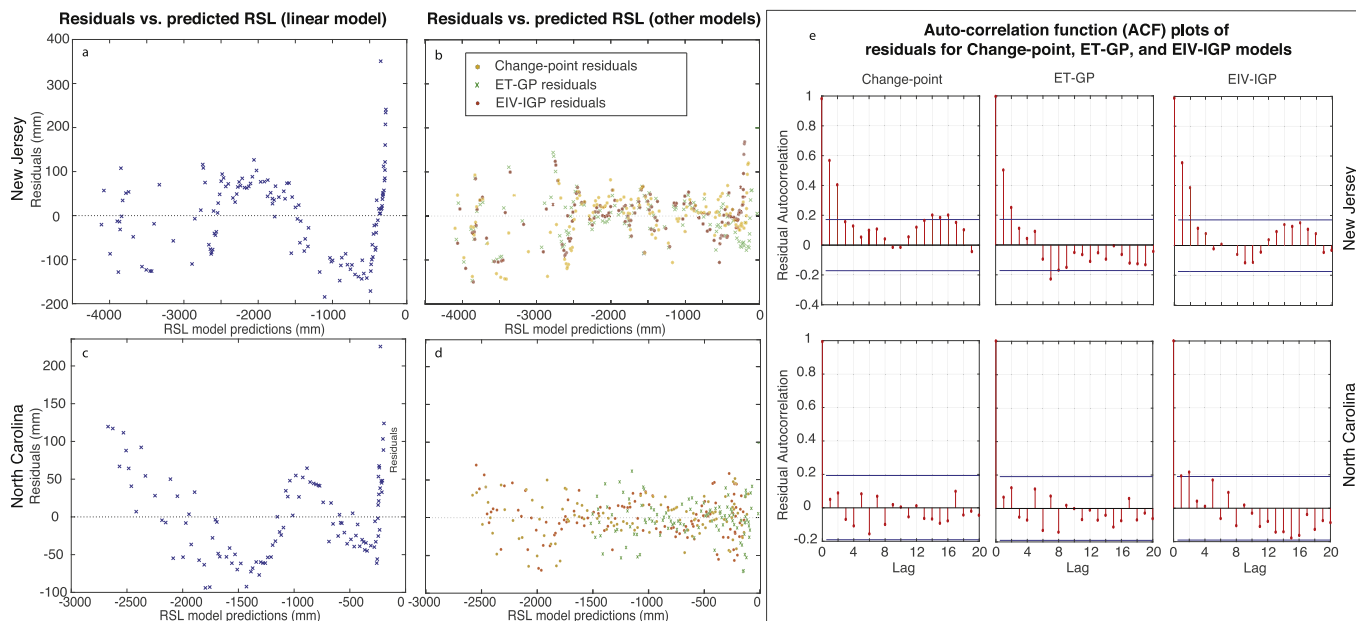 Residuals vs. predicted RSL (linear model)
Residuals vs. predicted RSL (other models)
a
400
300
200
100
0
-100
-200
New Jersey
Residuals (mm)
-4000 -3000 -2000 -1000 0
RSL model predictions (mm)
b
Change-point residuals
ET-GP residuals
EIV-IGP residuals
-4000 -3000 -2000 -1000 0
RSL model predictions (mm)
c
200
150
100
50
0
-50
-100
North Carolina
Residuals (mm)
Residuals
-3000 -2500 -2000 -1500 -1000 -500 0
RSL model predictions (mm)
d
-3000 -2500 -2000 -1500 -1000 -500 0
RSL model predictions (mm)
e
Auto-correlation function (ACF) plots of
residuals for Change-point, ET-GP, and EIV-IGP models
Change-point ET-GP EIV-IGP
1
0.8
0.6
0.4
0.2
0
-0.2
-0.4
Residual Autocorrelation
New Jersey
1
0.8
0.6
0.4
0.2
0
-0.2
Residual Autocorrelation
North Carolina
0 4 8 12 16 20
0 4 8 12 16 20
0 5 10 15 20
Lag Lag Lag